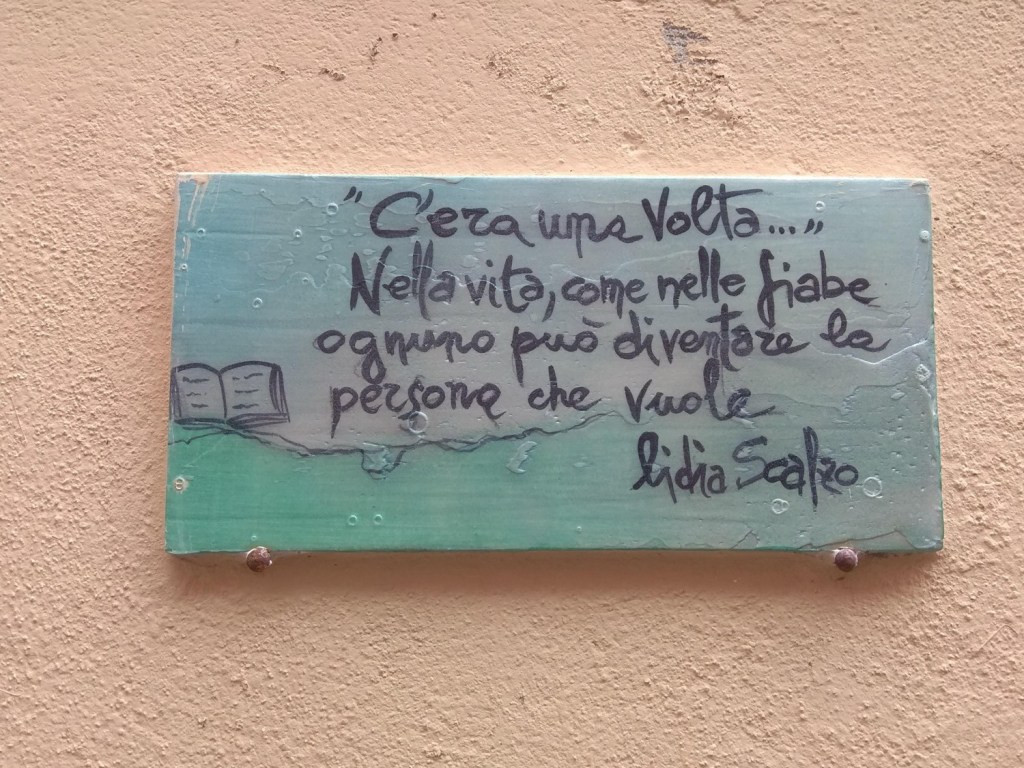 "C'era una volta..."
Nella vita, come nelle fiabe
ognuno può diventare la
persona che vuole
Lidia Scalzo